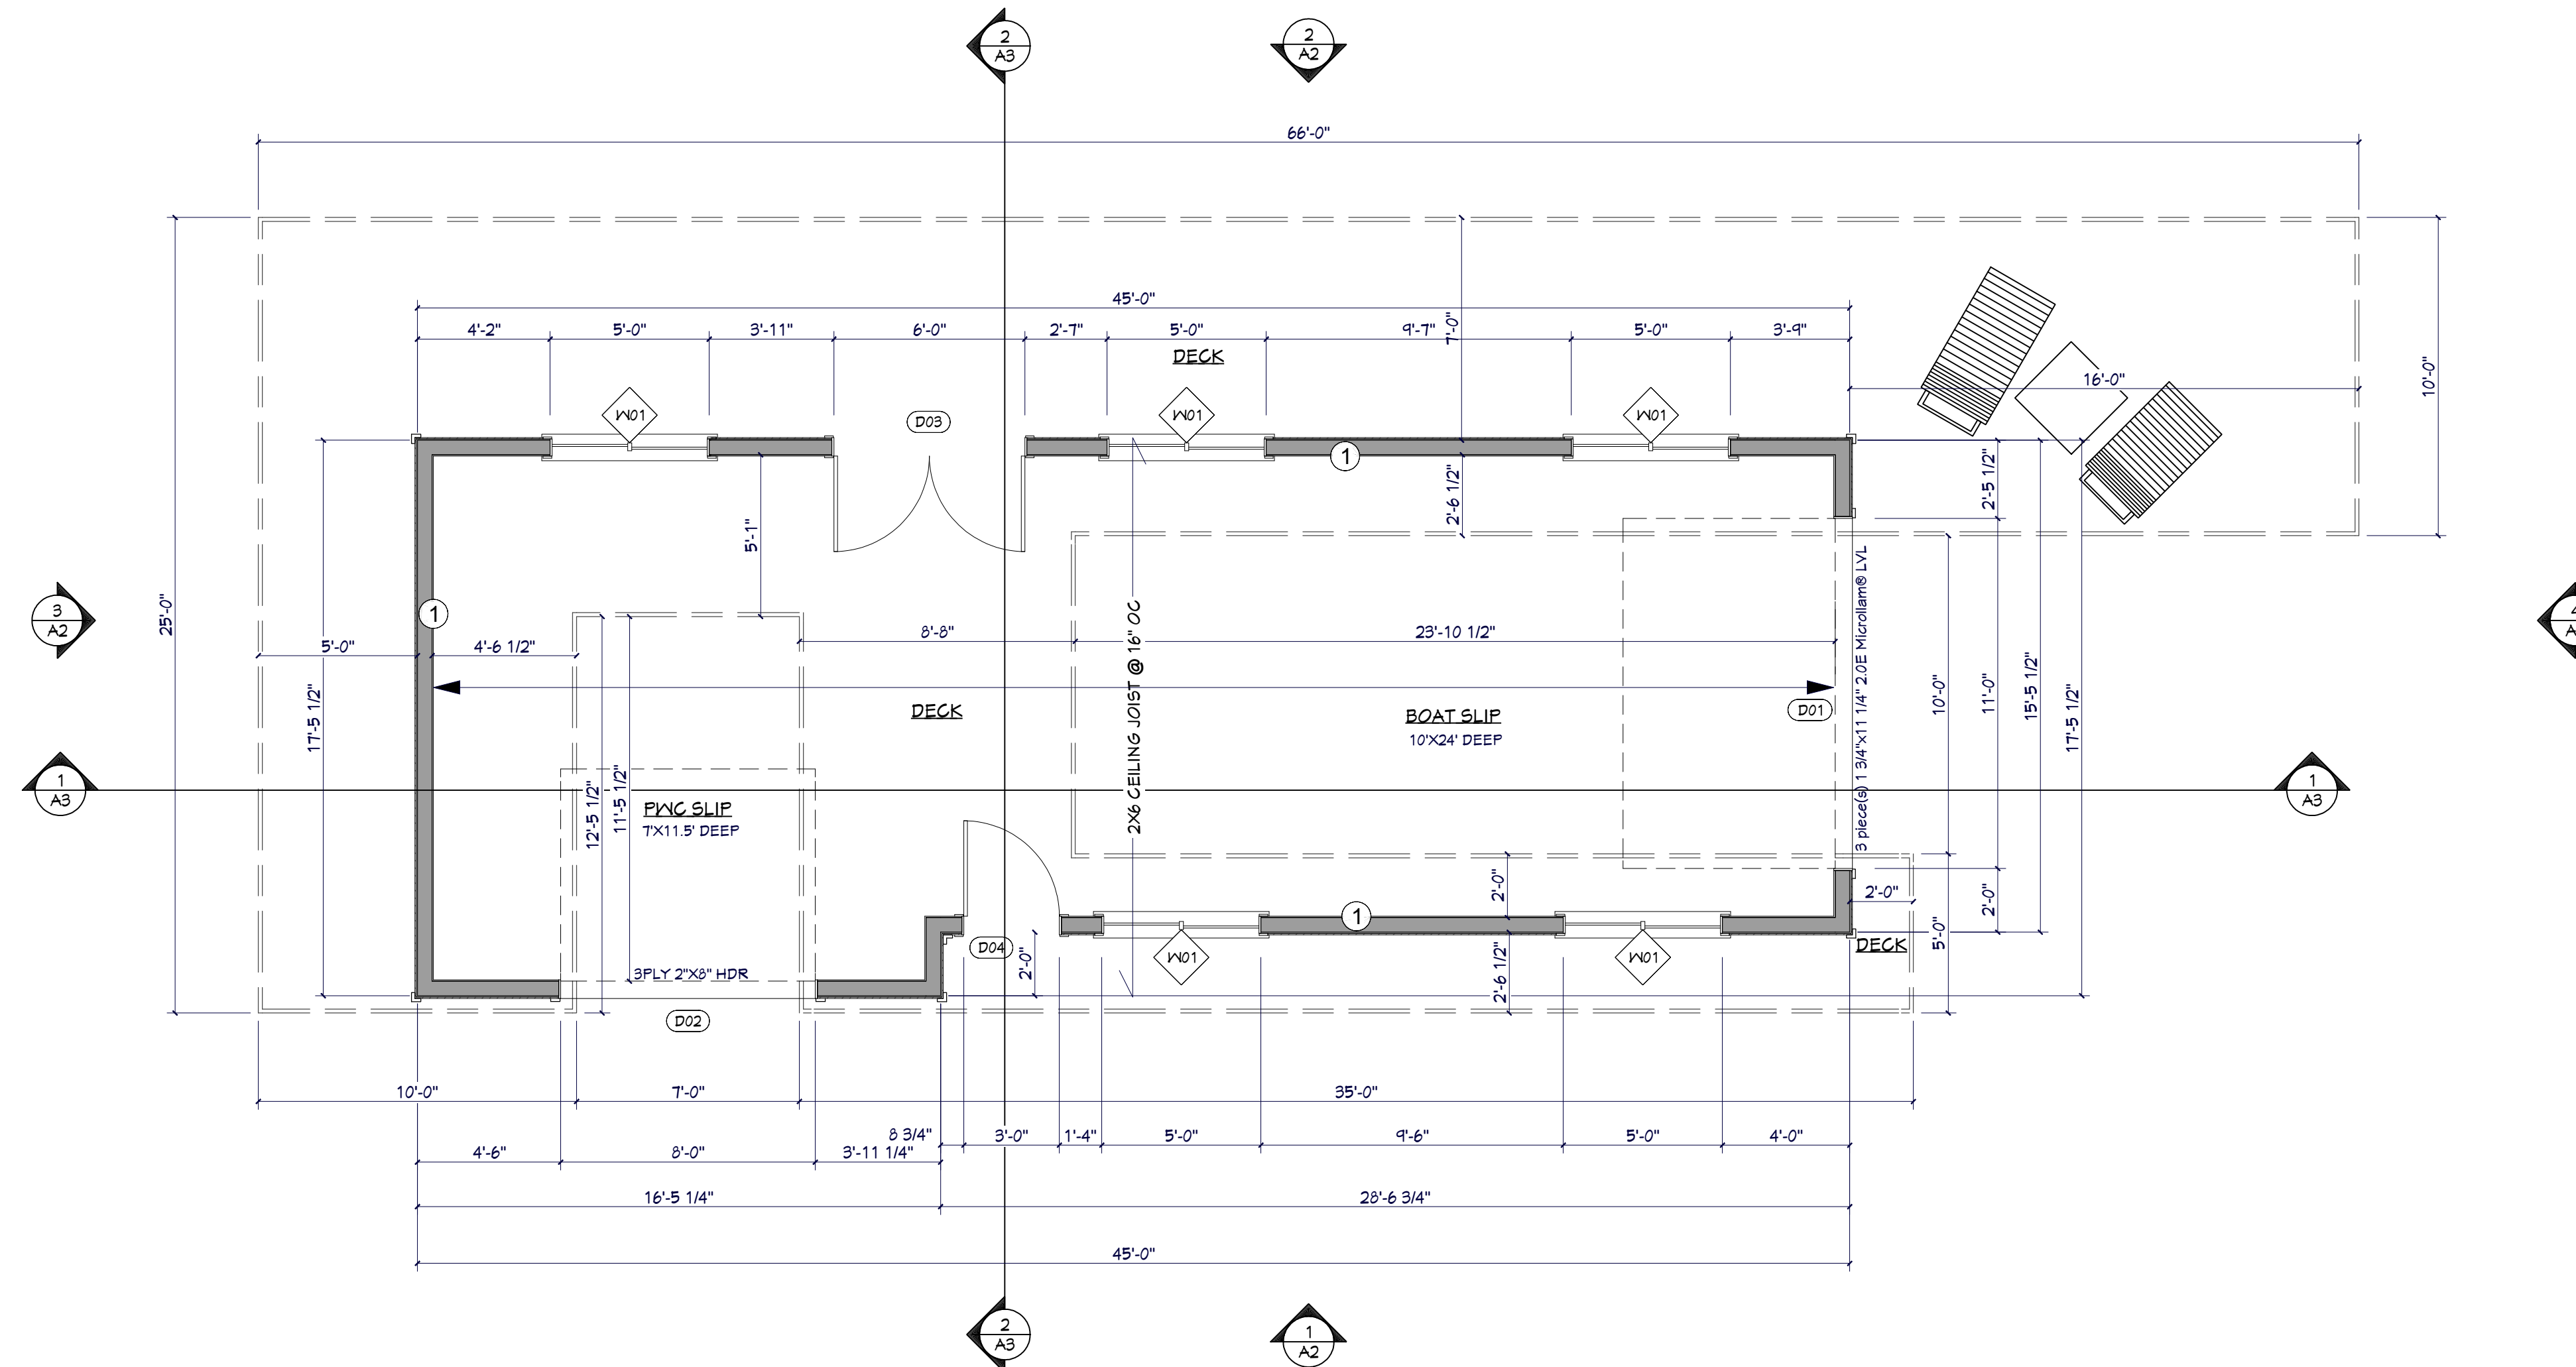 2
A3
2
A2
66'-0"
45'-0"
4'-2"
5'-0"
3'-11"
6'-0"
2'-7"
5'-0"
9'-7"
5'-0"
3'-9"
7'-0"
DECK
16'-0"
10'-0"
W01
D03
W01
W01
1
2'-6 1/2"
2'-5 1/2"
5'-1"
25'-0"
3
A2
1
5'-0"
4'-6 1/2"
8'-8"
23'-10 1/2"
17'-5 1/2"
DECK
2X6 CEILING JOIST @ 16" OC
BOAT SLIP
10'X24' DEEP
D01
3 piece(s) 1 3/4"x11 1/4" 2.0E Microllam® LVL
10'-0"
11'-0"
15'-5 1/2"
17'-5 1/2"
4
1
A3
12'-5 1/2"
11'-5 1/2"
PWC SLIP
7'X11.5' DEEP
1
A3
2'-0"
2'-0"
2'-0"
1
D04
W01
W01
DECK
5'-0"
2'-0"
2'-6 1/2"
3PLY 2"X8" HDR
D02
10'-0"
7'-0"
35'-0"
8 3/4"
3'-0"
1'-4"
5'-0"
9'-6"
5'-0"
4'-0"
4'-6"
8'-0"
3'-11 1/4"
16'-5 1/4"
28'-6 3/4"
45'-0"
2
A3
1
A2